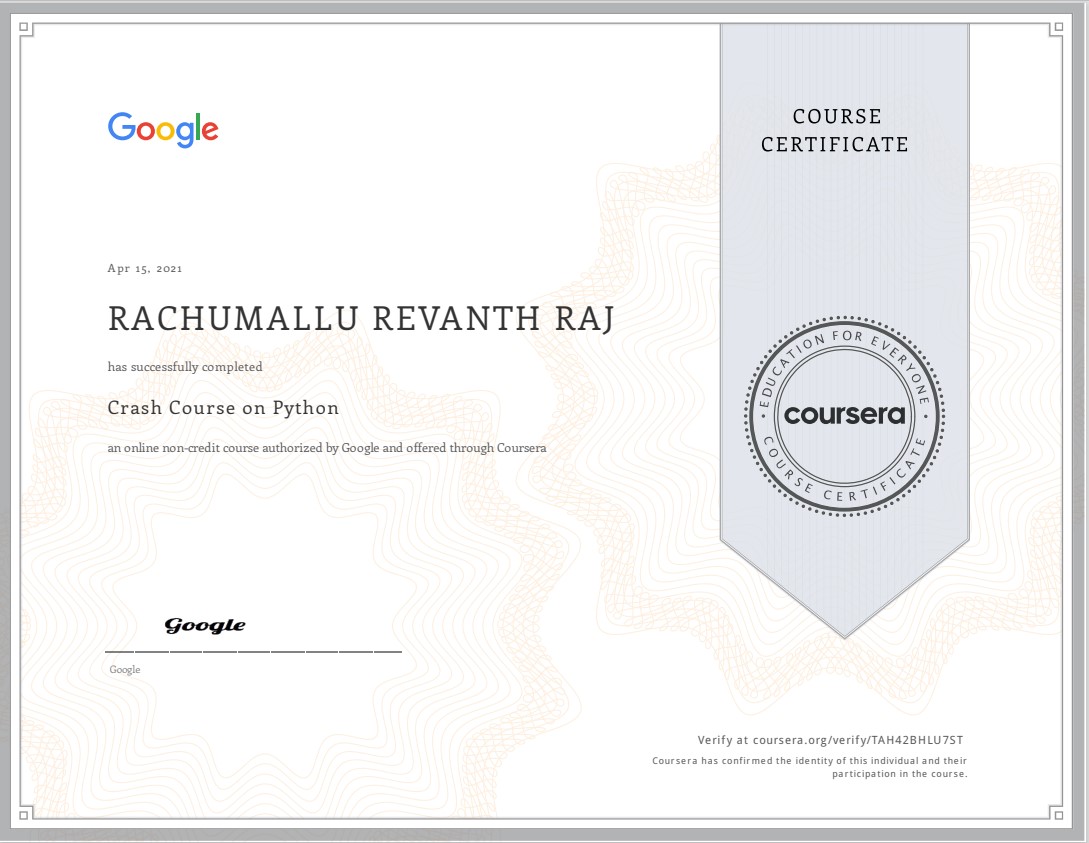 Google
COURSE
CERTIFICATE
Apr 15, 2021
RACHUMALLU REVANTH RAJ
has successfully completed
Crash Course on Python
an online non-credit course authorized by Google and offered through Coursera
EDUCATION FOR EVERYONE
coursera
COURSE CERTIFICATE
Google
Google
Verify at coursera.org/verify/TAH42BHLU7ST
Coursera has confirmed the identity of this individual and their
participation in the course.